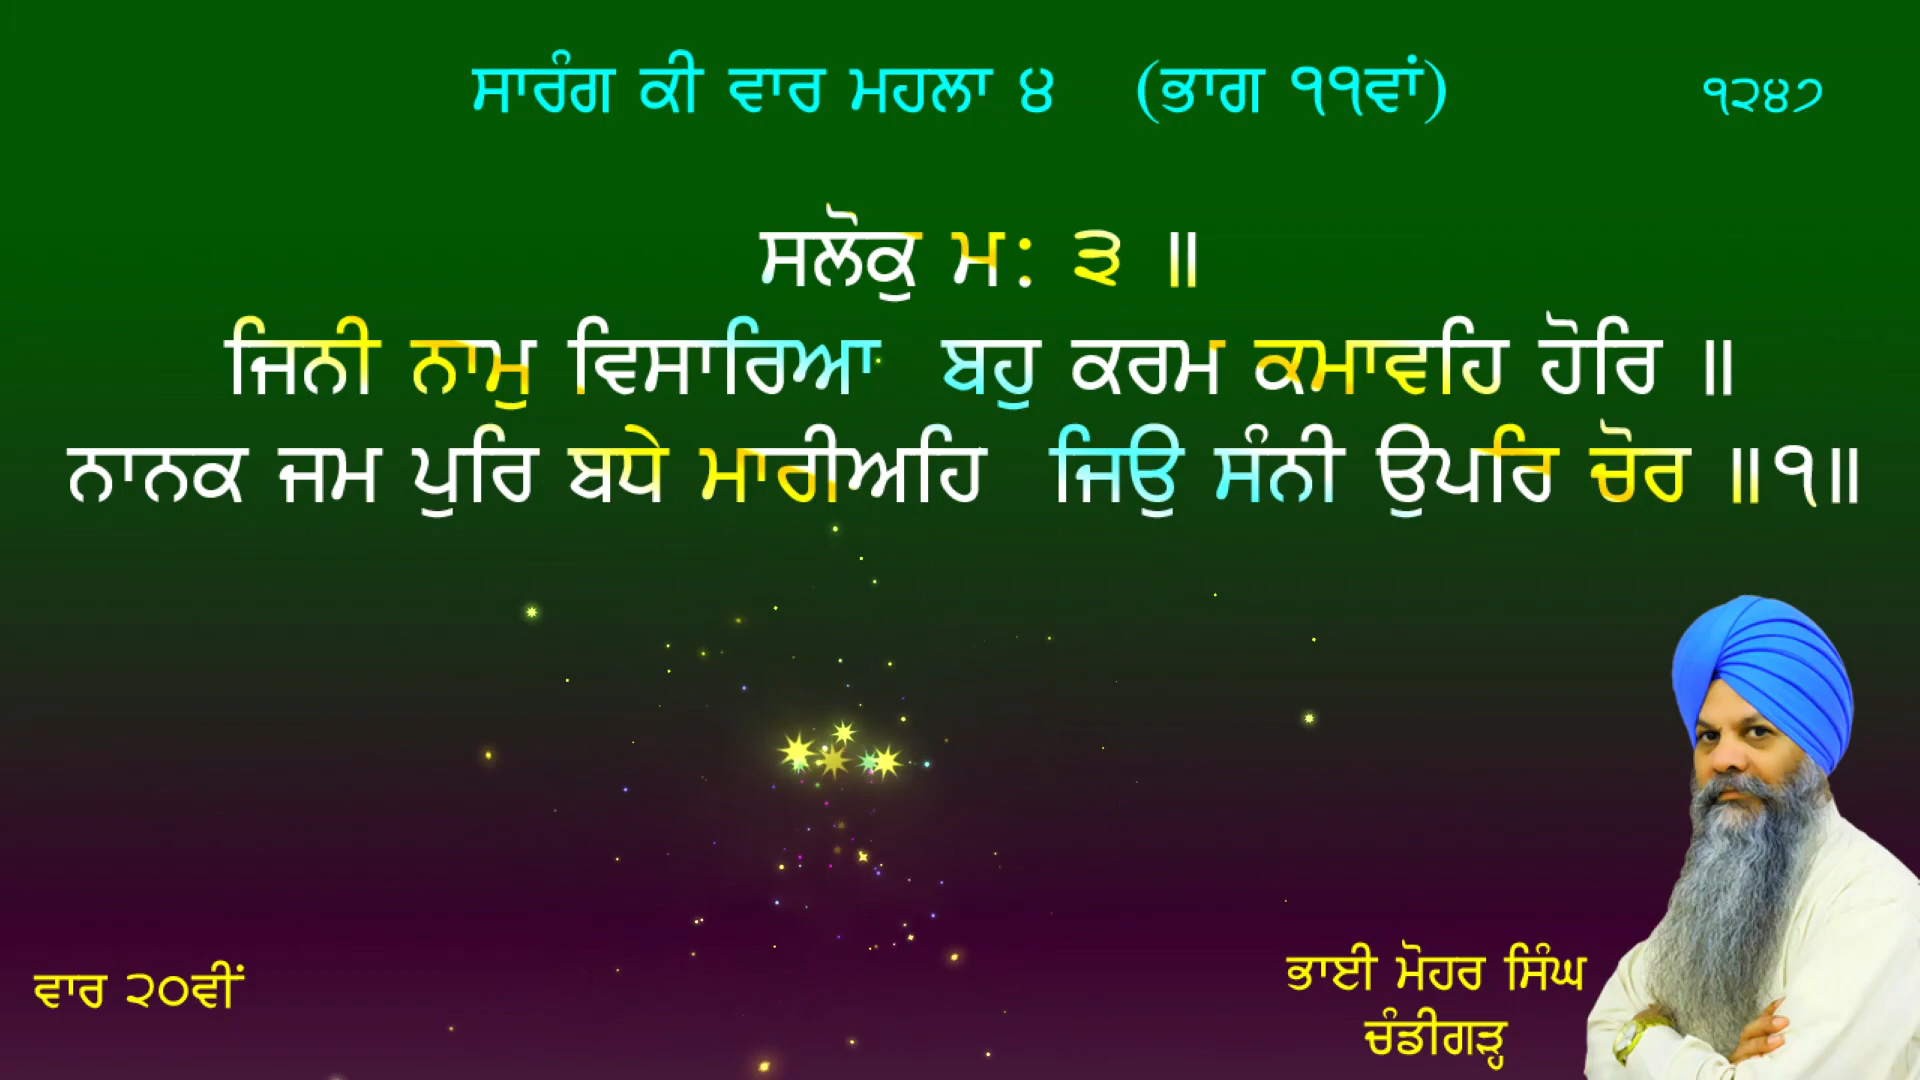 ਸਾਰੰਗ ਕੀ ਵਾਰ ਮਹਲਾ ੪ (ਭਾਗ ੧੧ਵਾਂ) ੧੨੪੭
ਸਲੋਕੁ ਮਃ ੩ ॥
ਜਿਨੀ ਨਾਮੁ ਵਿਸਾਰਿਆ ਬਹੁ ਕਰਮ ਕਮਾਵਹਿ ਹੋਰਿ ॥
ਨਾਨਕ ਜਮ ਪੁਰਿ ਬਧੇ ਮਾਰੀਅਹਿ ਜਿਉ ਸੰਨੀ ਉਪਰਿ ਚੋਰ ॥੧॥
ਵਾਰ ੨੦ਵੀਂ
ਭਾਈ ਮੋਹਰ ਸਿੰਘ
ਚੰਡੀਗੜ੍ਹ